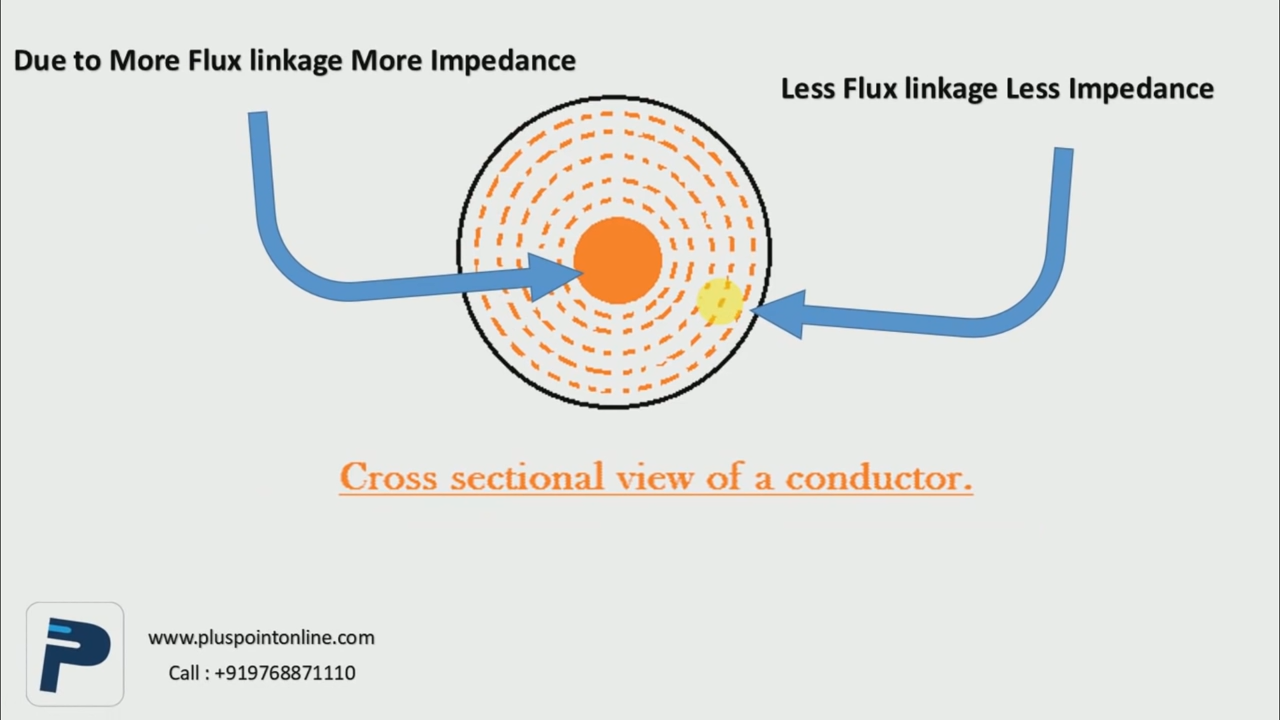 Due to More Flux linkage More Impedance
Less Flux linkage Less Impedance
Cross sectional view of a conductor.
www.pluspointonline.com
Call : +919768871110